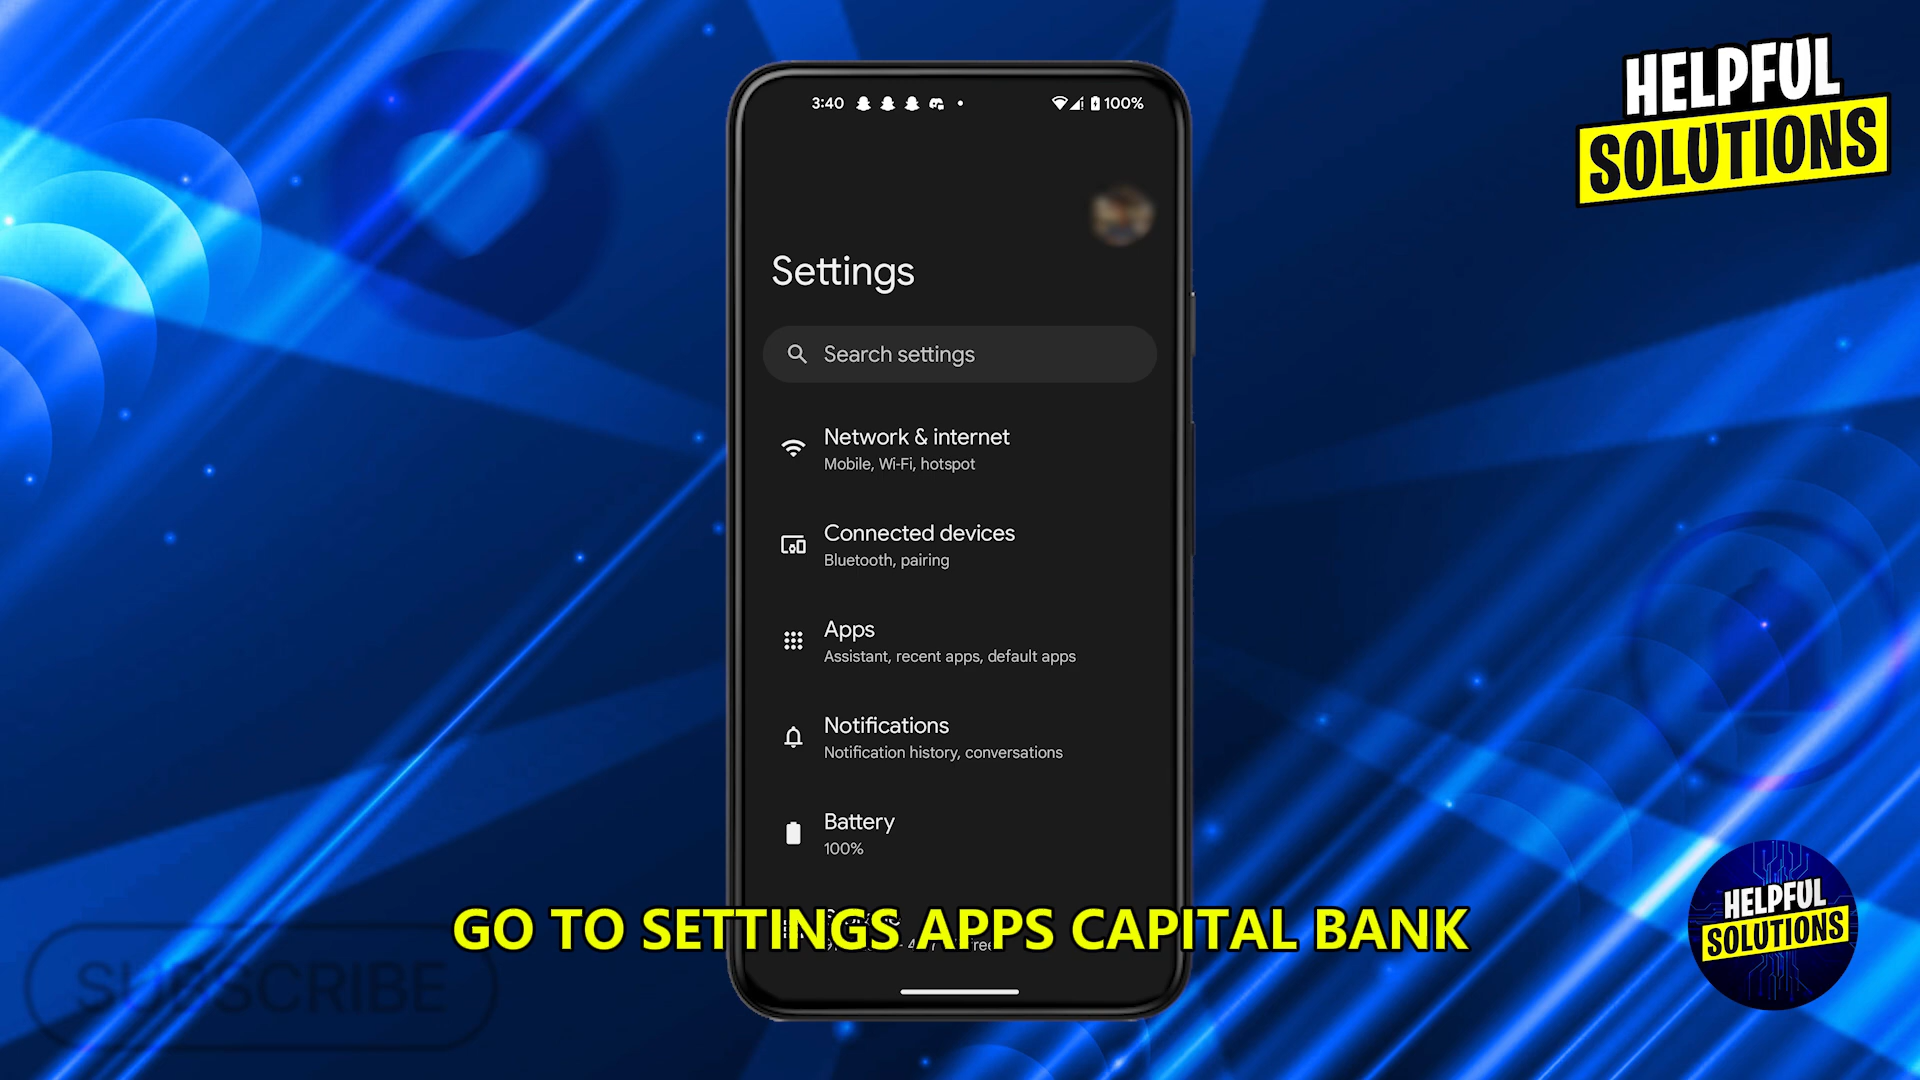 HELPFUL
SOLUTIONS
3:40
100%
Settings
Search settings
Network & internet
Mobile, Wi-Fi, hotspot
Connected devices
Bluetooth, pairing
Apps
Assistant, recent apps, default apps
Notifications
Notification history, conversations
Battery
100%
GO TO SETTINGS APPS CAPITAL BANK
HELPFUL
SOLUTIONS
SUBSCRIBE